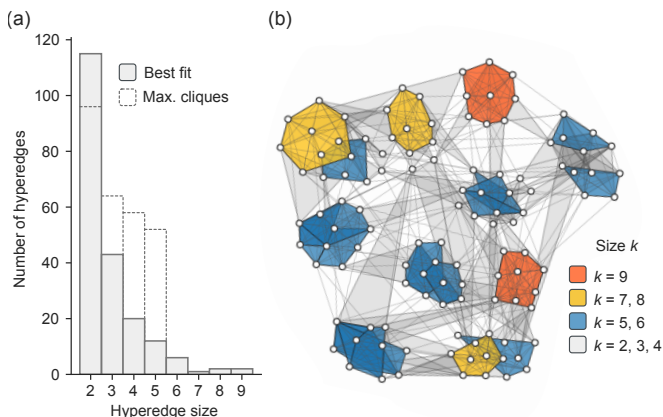 (a)
120
100
80
60
40
20
0
Number of hyperedges
Best fit
Max. cliques
2 3 4 5 6 7 8 9
Hyperedge size
(b)
Size k
k = 9
k = 7, 8
k = 5, 6
k = 2, 3, 4